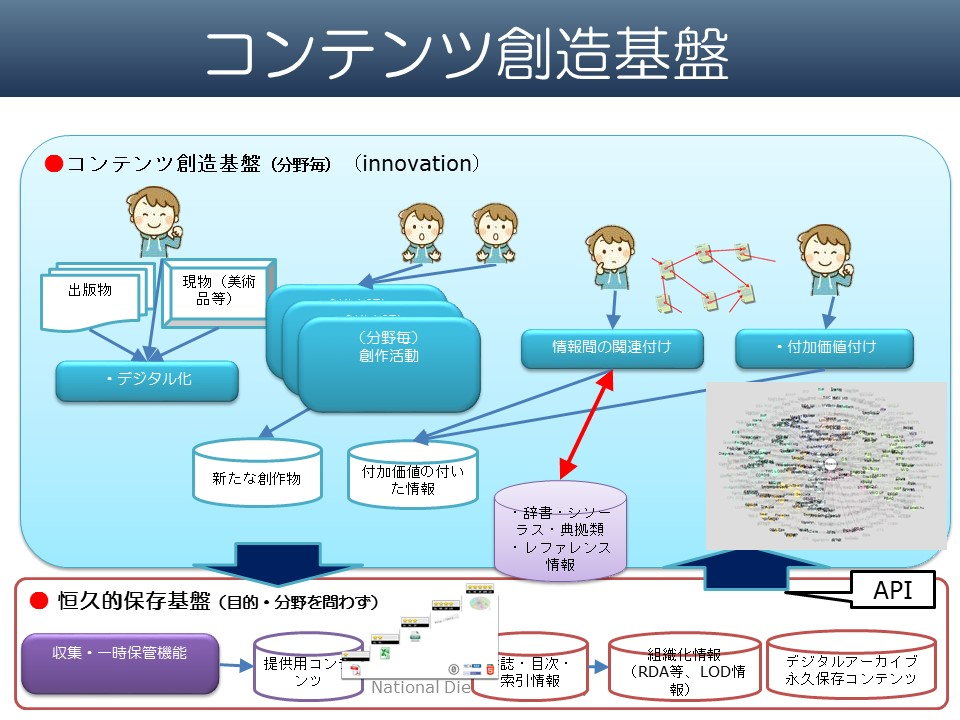 コンテンツ創造基盤
●コンテンツ創造基盤（分野毎）（innovation）
出版物
現物（美術
品等）
・デジタル化
（分野毎）
創作活動
情報間の関連付け
・付加価値付け
新たな創作物
付加価値の付い
た情報
・辞書・シソー
ラス・典拠類
・レファレンス
情報
API
● 恒久的保存基盤（目的・分野を問わず）
収集・一時保管機能
提供用コンテ
ンツ
誌・目次・
索引情報
組織化情報
（RDA等、LOD情
報）
デジタルアーカイブ
永久保存コンテンツ
National Die